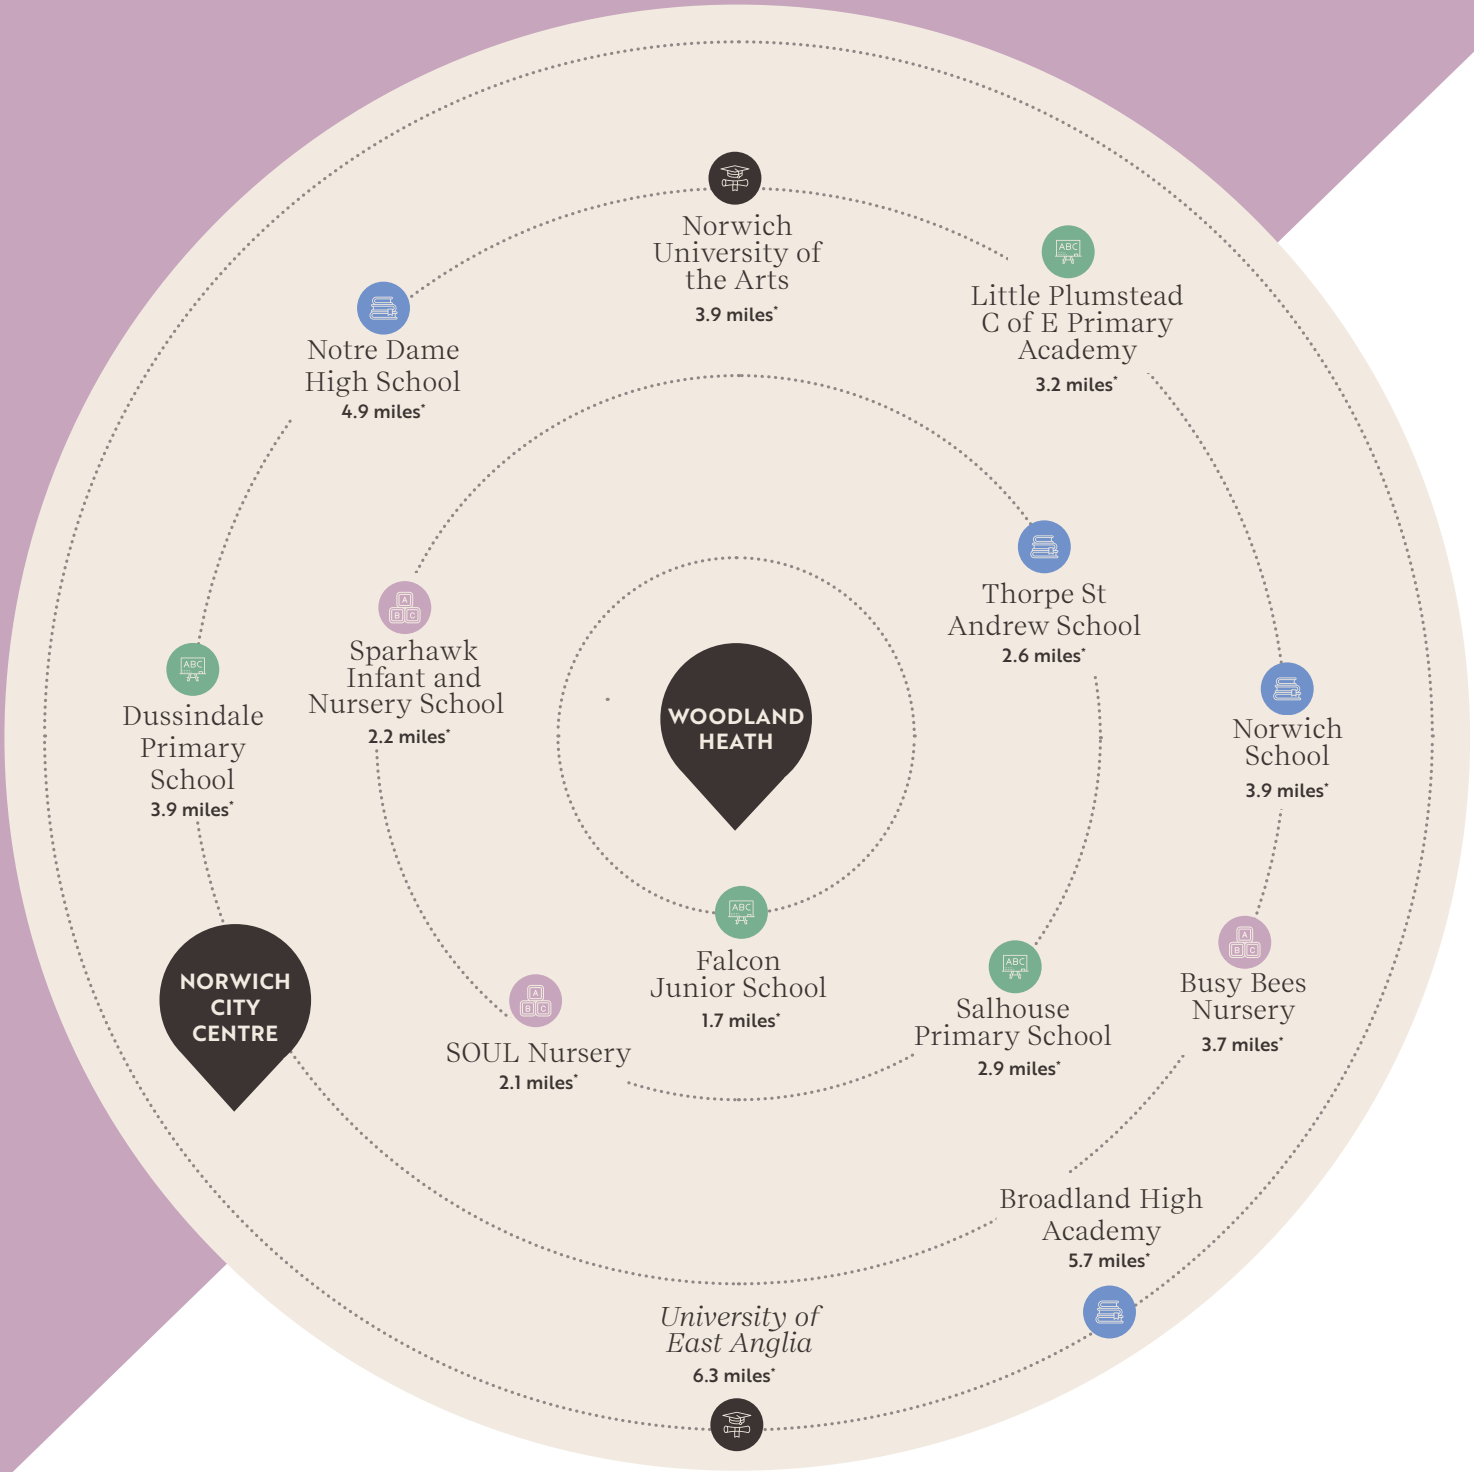 Norwich
University of
the Arts
3.9 miles*
Little Plumstead
C of E Primary
Academy
3.2 miles*
Notre Dame
High School
4.9 miles*
Thorpe St
Andrew School
2.6 miles*
Sparhawk
Infant and
Nursery School
2.2 miles*
WOODLAND
HEATH
Dussindale
Primary
School
3.9 miles*
Norwich
School
3.9 miles*
Falcon
Junior School
1.7 miles*
NORWICH
CITY
CENTRE
SOUL Nursery
2.1 miles*
Salhouse
Primary School
2.9 miles*
Busy Bees
Nursery
3.7 miles*
Broadland High
Academy
5.7 miles*
University of
East Anglia
6.3 miles*
ABC
ABC
ABC
ABC
A
B C
A
B C
A
B C